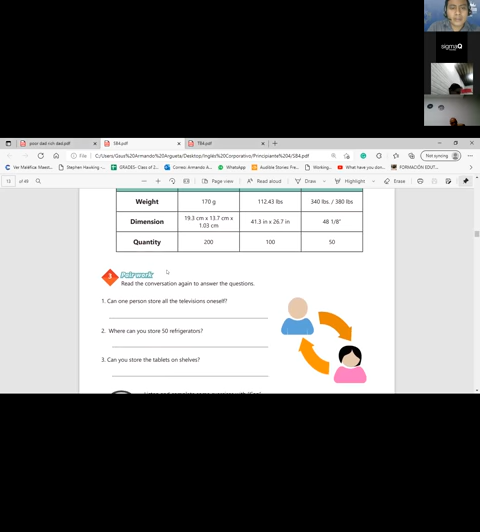 sigmaQ
poor dad rich dad.pdf
SB4.pdf
TB4.pdf
File
C:/Users/Gaus%20Armando%20Argueta/Desktop/Inglés%20Corporativo/Principiante%204/SB4.pdf
Not syncing
Ver Maléfica: Maest...
Stephen Hawking -...
GRADES- Class of 2...
Correo: Armando A...
WhatsApp
Audible Stories: Fre...
Working...
What have you don...
FORMACIÓN EDUT...
13
of 49
Page view
Read aloud
Draw
Highlight
Erase
Weight 170 g 112.43 lbs 340 lbs. / 380 lbs
Dimension 19.3 cm x 13.7 cm x 1.03 cm 41.3 in x 26.7 in 48 1/8"
Quantity 200 100 50
3 Pair work
Read the conversation again to answer the questions.
1. Can one person store all the televisions oneself?
2. Where can you store 50 refrigerators?
3. Can you store the tablets on shelves?